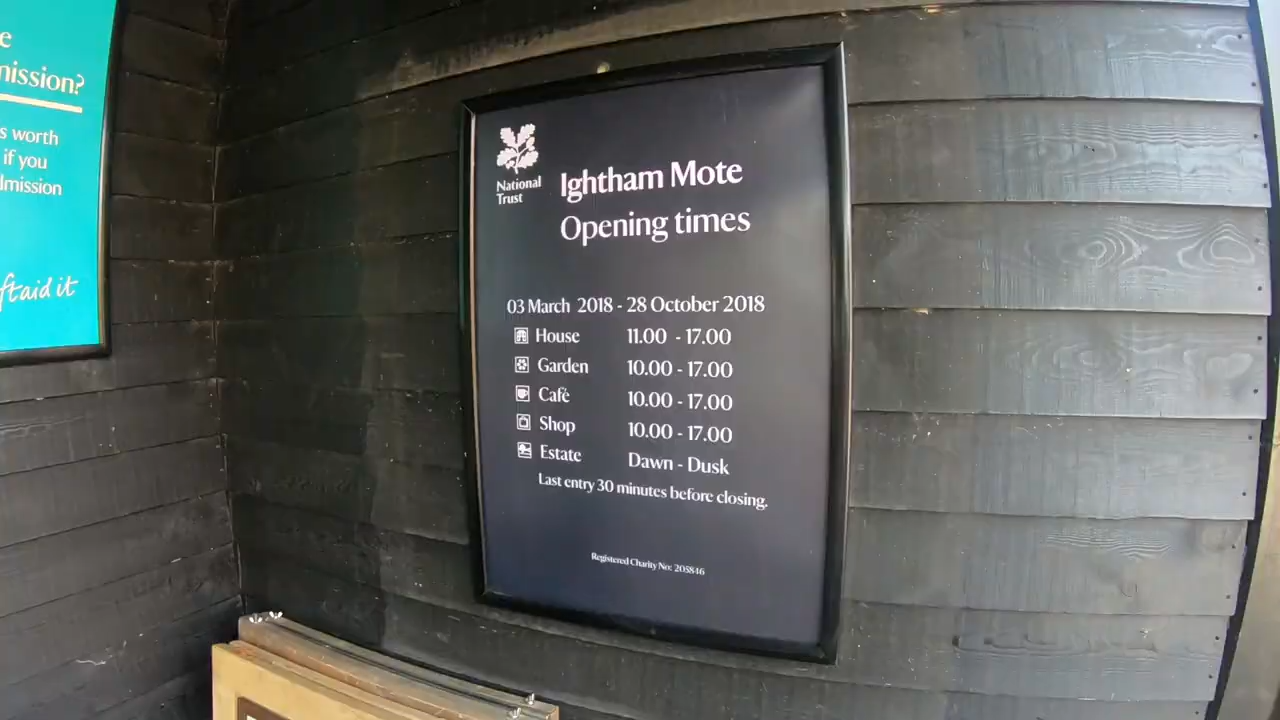 e
mission?
s worth
if you
dmission
ftaid it
National
Trust
Ightham Mote
Opening times
03 March 2018 - 28 October 2018
House 11.00 - 17.00
Garden 10.00 - 17.00
Café 10.00 - 17.00
Shop 10.00 - 17.00
Estate Dawn - Dusk
Last entry 30 minutes before closing.
Registered Charity No: 205846